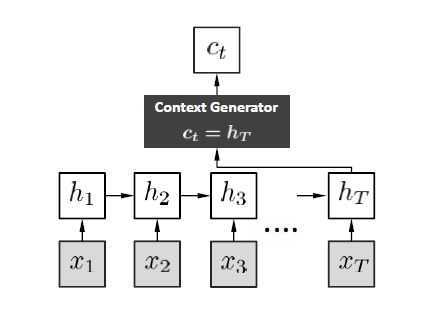 c_t
Context Generator
c_t = h_T
h_1 h_2 h_3 .... h_T
x_1 x_2 x_3 x_T